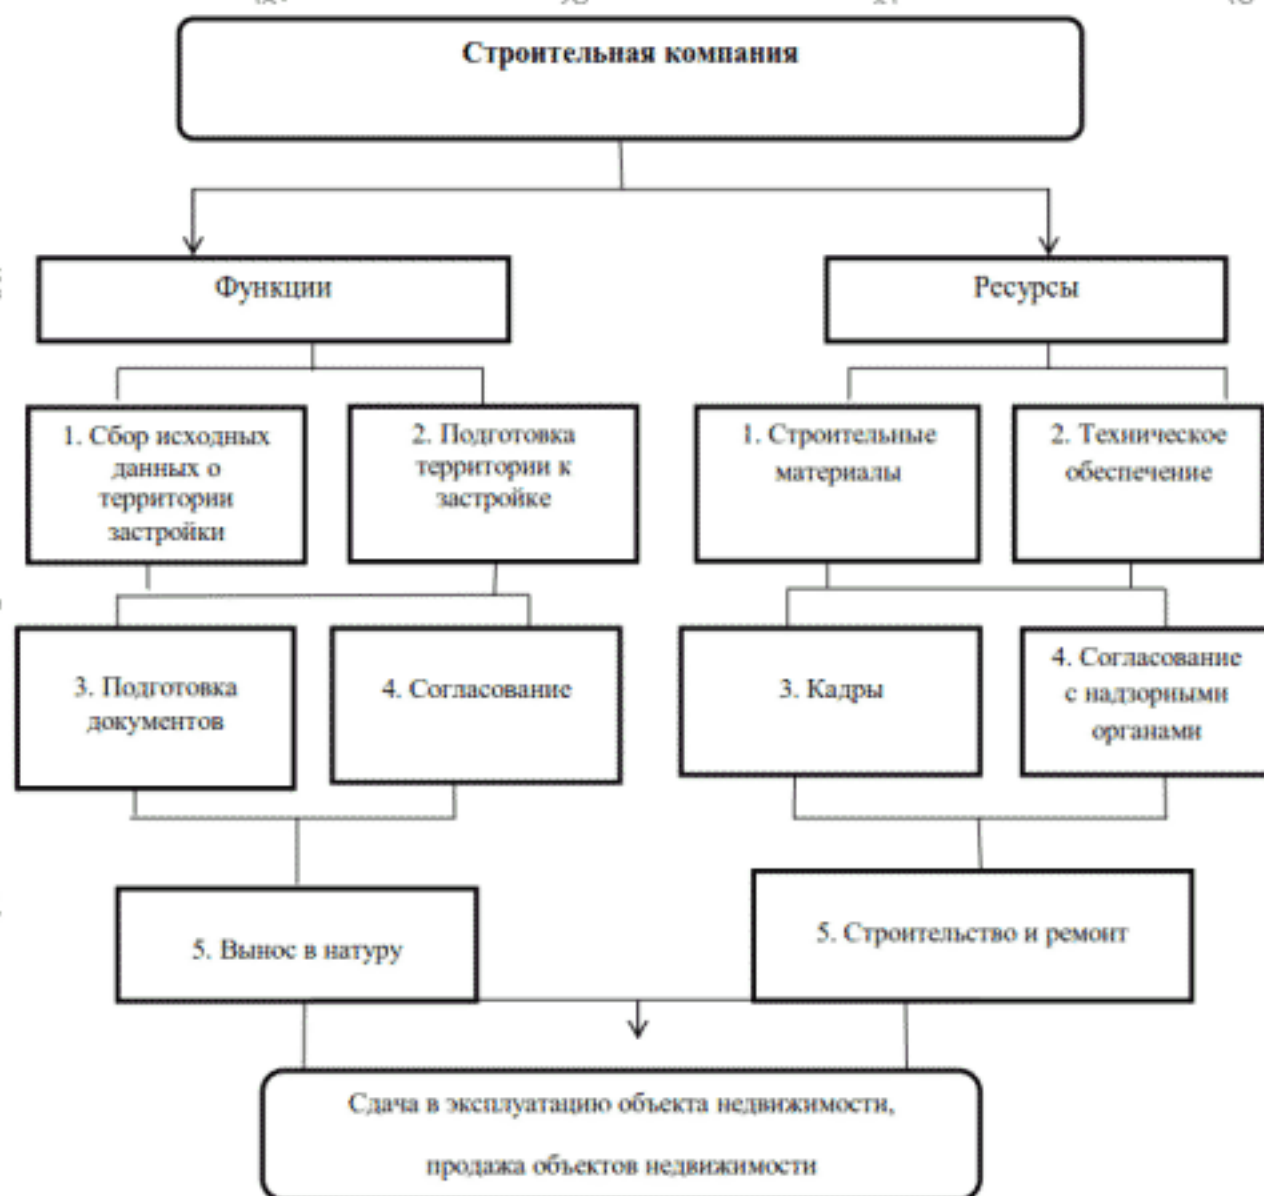 Строительная компания
Функции
Ресурсы
1. Сбор исходных
данных о
территории
застройки
2. Подготовка
территории к
застройке
1. Строительные
материалы
2. Техническое
обеспечение
3. Подготовка
документов
4. Согласование
3. Кадры
4. Согласование
с надзорными
органами
5. Вынос в натуру
5. Строительство и ремонт
Сдача в эксплуатацию объекта недвижимости,
продажа объектов недвижимости